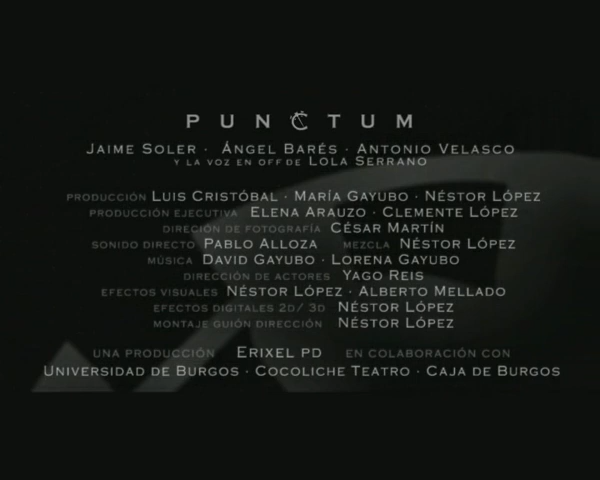 PUNCTUM
JAIME SOLER · ÁNGEL BARÉS · ANTONIO VELASCO
Y LA VOZ EN OFF DE LOLA SERRANO
PRODUCCIÓN LUIS CRISTÓBAL · MARÍA GAYUBO · NÉSTOR LÓPEZ
PRODUCCIÓN EJECUTIVA ELENA ARAUZO · CLEMENTE LÓPEZ
DIRECIÓN DE FOTOGRAFÍA CÉSAR MARTÍN
SONIDO DIRECTO PABLO ALLOZA MEZCLA NÉSTOR LÓPEZ
MÚSICA DAVID GAYUBO · LORENA GAYUBO
DIRECCIÓN DE ACTORES YAGO REIS
EFECTOS VISUALES NÉSTOR LÓPEZ · ALBERTO MELLADO
EFECTOS DIGITALES 2D/ 3D NÉSTOR LÓPEZ
MONTAJE GUIÓN DIRECCIÓN NÉSTOR LÓPEZ
UNA PRODUCCIÓN ERIXEL PD EN COLABORACIÓN CON
UNIVERSIDAD DE BURGOS · COCOLICHE TEATRO · CAJA DE BURGOS